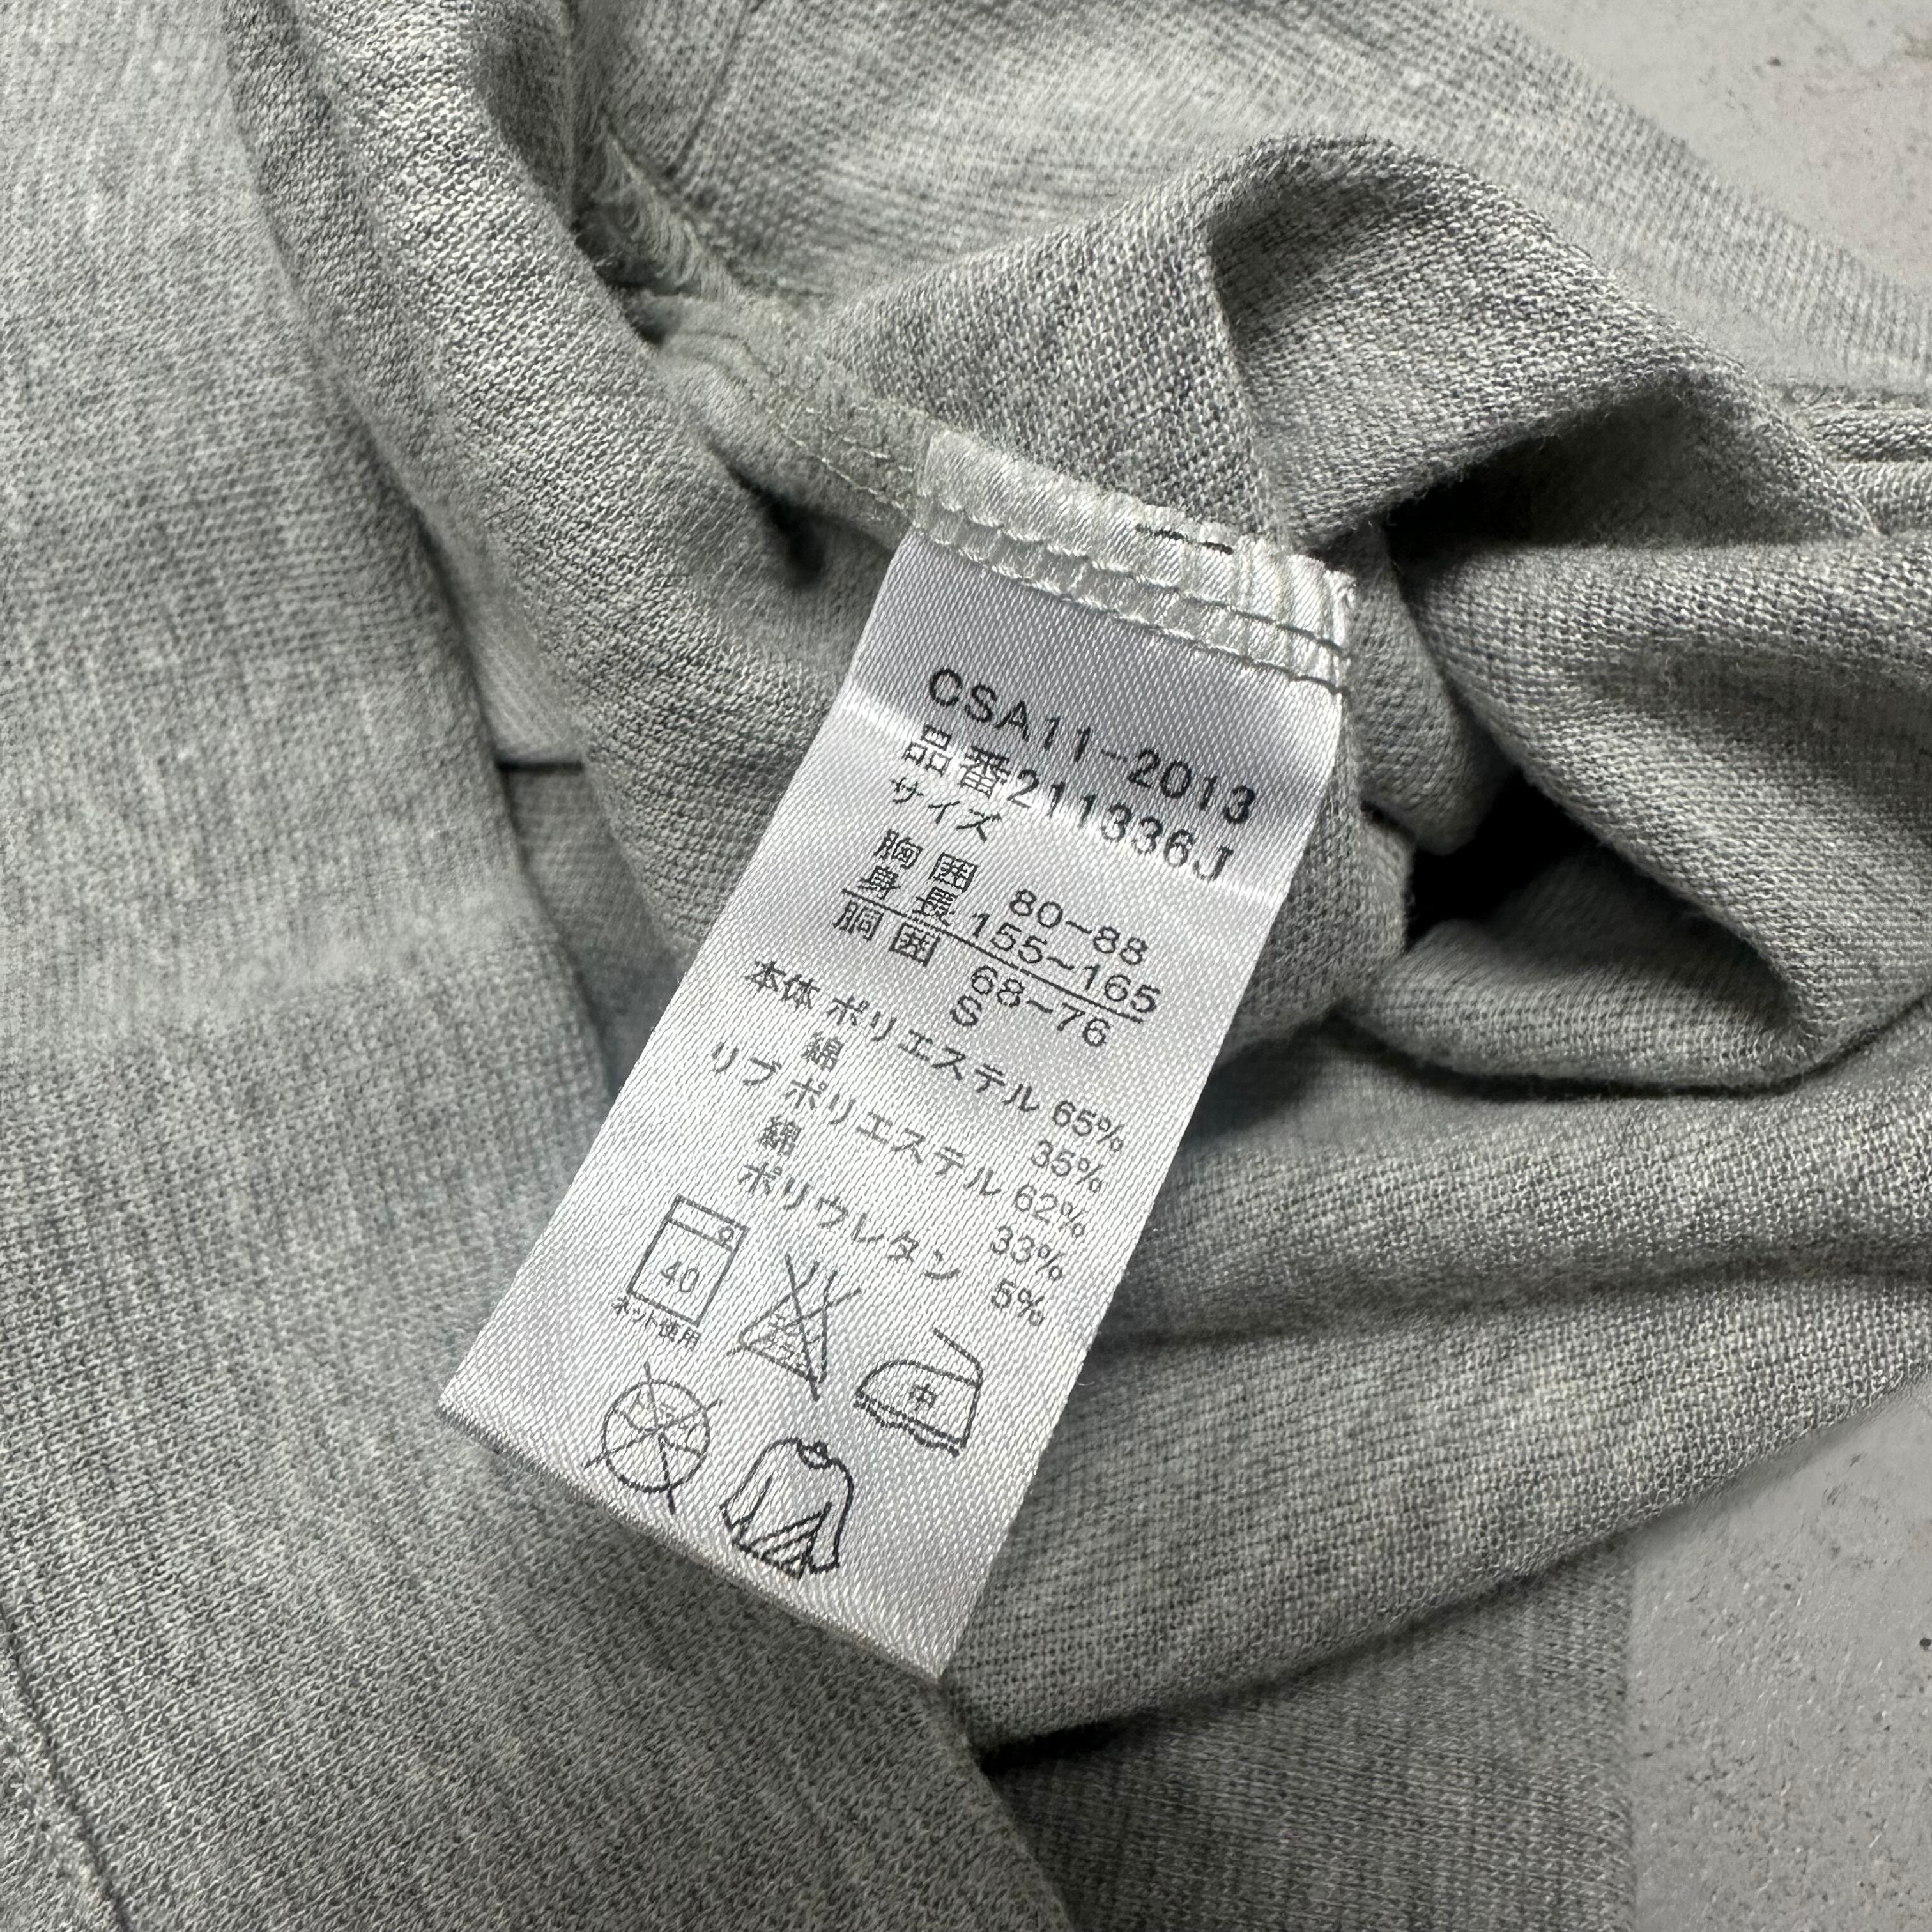 CSA11-2013
品番211336J
サイズ
胸囲 80~88
身長155~165
胴囲 68~76
S
本体 ポリエステル 65%
綿 35%
リブ ポリエステル 62%
綿 33%
ポリウレタン 5%
40
ネット使用
中